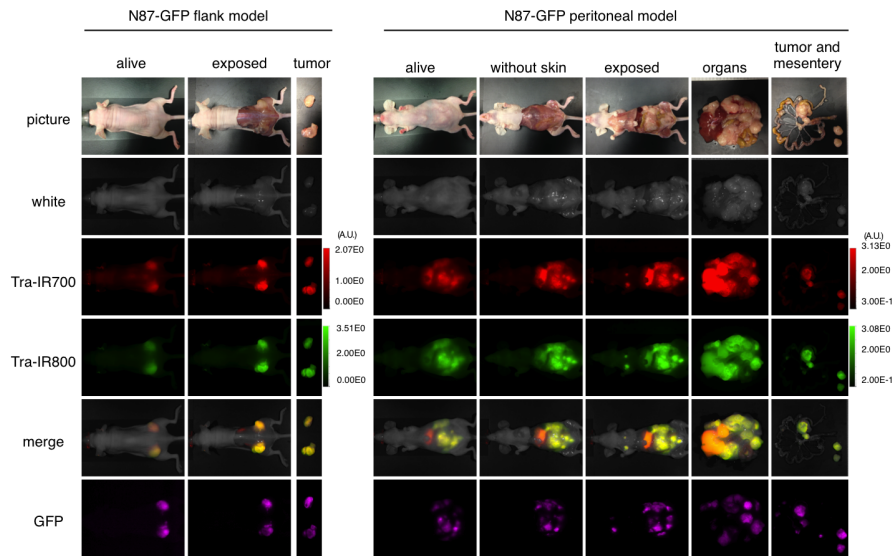 N87-GFP flank model
N87-GFP peritoneal model
alive
exposed
tumor
alive
without skin
exposed
organs
tumor and
mesentery
picture
white
(A.U.)
(A.U.)
Tra-IR700
2.07E0
1.00E0
0.00E0
3.13E0
2.00E0
3.00E-1
Tra-IR800
3.51E0
2.00E0
0.00E0
3.08E0
2.00E0
2.00E-1
merge
GFP